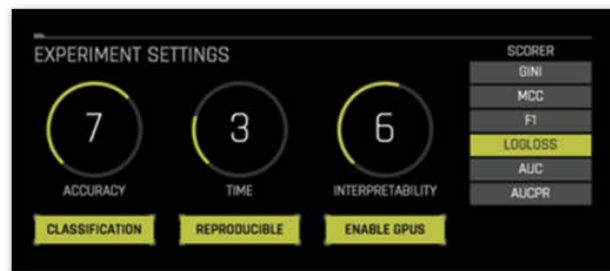 EXPERIMENT SETTINGS
7
ACCURACY
3
TIME
6
INTERPRETABILITY
CLASSIFICATION
REPRODUCIBLE
ENABLE GPUS
SCORER
GINI
MCC
F1
LOGLOSS
AUC
AUCPR